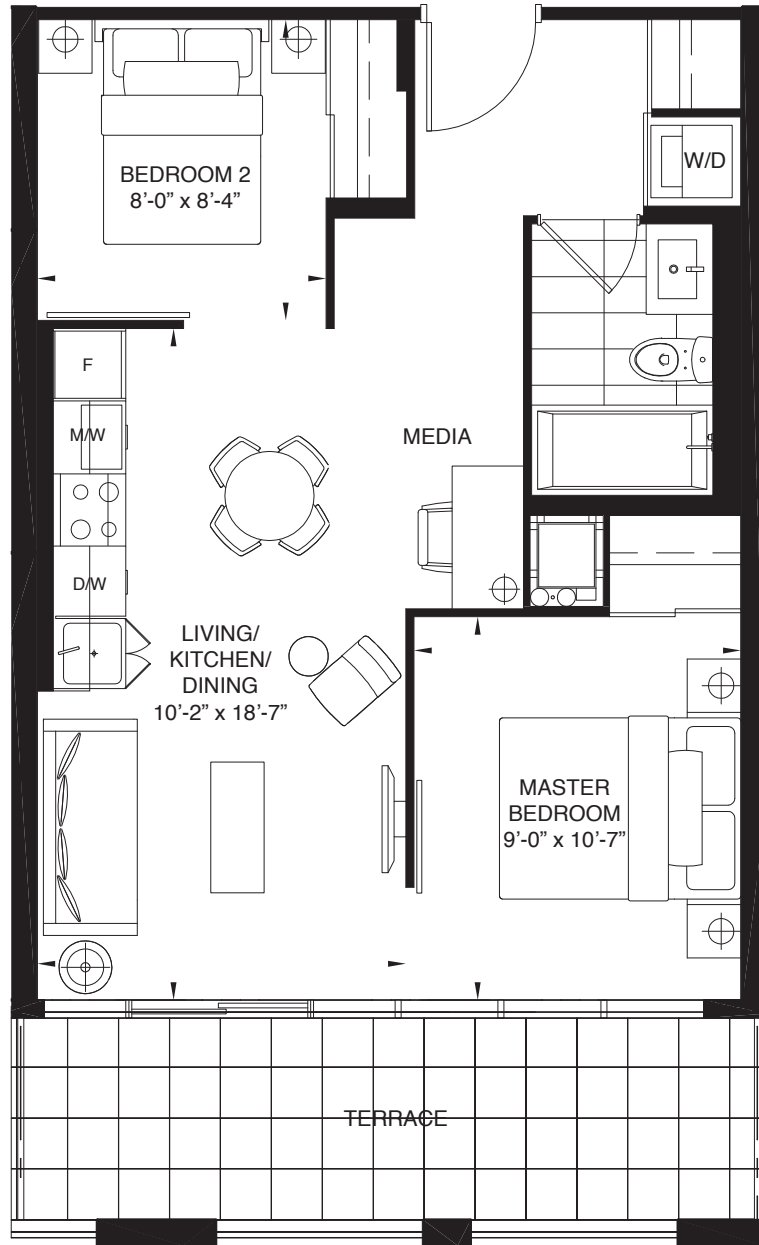 BEDROOM 2
8’-0” x 8’-4”
W/D
F
M/W
MEDIA
D/W
LIVING/
KITCHEN/
DINING
10’-2” x 18’-7”
MASTER
BEDROOM
9’-0” x 10’-7”
TERRACE